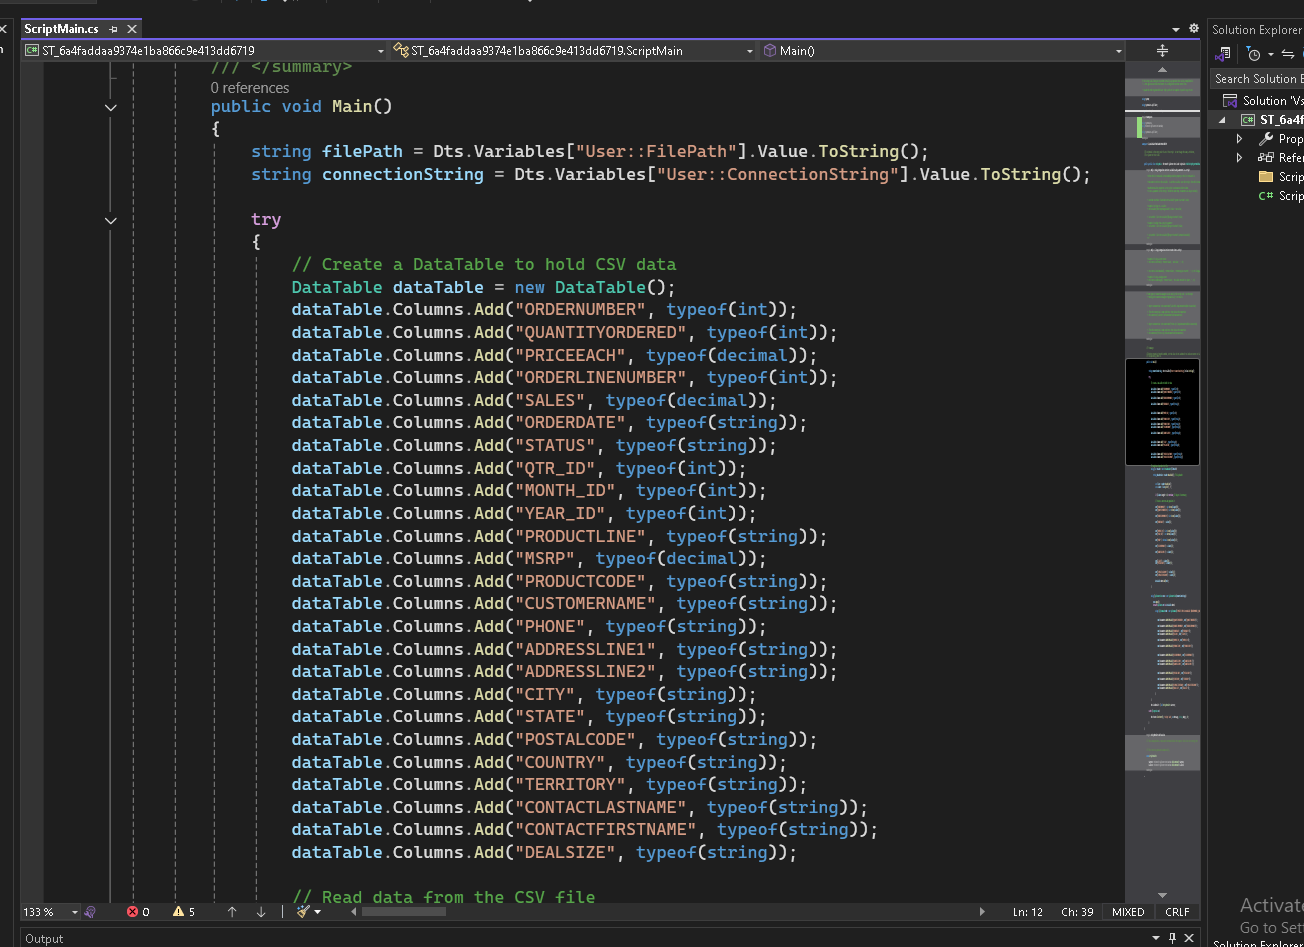 ScriptMain.cs
Solution Explorer
C# ST_6a4faddaa9374e1ba866c9e413dd6719
ST_6a4faddaa9374e1ba866c9e413dd6719.ScriptMain
Main()
Search Solution E
Solution 'Vs
C# ST_6a4f
Prop
Refe
Scrip
C# Scrip
/// </summary>
0 references
public void Main()
{
string filePath = Dts.Variables["User::FilePath"].Value.ToString();
string connectionString = Dts.Variables["User::ConnectionString"].Value.ToString();
try
{
// Create a DataTable to hold CSV data
DataTable dataTable = new DataTable();
dataTable.Columns.Add("ORDERNUMBER", typeof(int));
dataTable.Columns.Add("QUANTITYORDERED", typeof(int));
dataTable.Columns.Add("PRICEEACH", typeof(decimal));
dataTable.Columns.Add("ORDERLINENUMBER", typeof(int));
dataTable.Columns.Add("SALES", typeof(decimal));
dataTable.Columns.Add("ORDERDATE", typeof(string));
dataTable.Columns.Add("STATUS", typeof(string));
dataTable.Columns.Add("QTR_ID", typeof(int));
dataTable.Columns.Add("MONTH_ID", typeof(int));
dataTable.Columns.Add("YEAR_ID", typeof(int));
dataTable.Columns.Add("PRODUCTLINE", typeof(string));
dataTable.Columns.Add("MSRP", typeof(decimal));
dataTable.Columns.Add("PRODUCTCODE", typeof(string));
dataTable.Columns.Add("CUSTOMERNAME", typeof(string));
dataTable.Columns.Add("PHONE", typeof(string));
dataTable.Columns.Add("ADDRESSLINE1", typeof(string));
dataTable.Columns.Add("ADDRESSLINE2", typeof(string));
dataTable.Columns.Add("CITY", typeof(string));
dataTable.Columns.Add("STATE", typeof(string));
dataTable.Columns.Add("POSTALCODE", typeof(string));
dataTable.Columns.Add("COUNTRY", typeof(string));
dataTable.Columns.Add("TERRITORY", typeof(string));
dataTable.Columns.Add("CONTACTLASTNAME", typeof(string));
dataTable.Columns.Add("CONTACTFIRSTNAME", typeof(string));
dataTable.Columns.Add("DEALSIZE", typeof(string));
// Read data from the CSV file
133 %
0
5
Ln: 12
Ch: 39
MIXED
CRLF
Activate
Go to Sett
Output
Solution Explorer